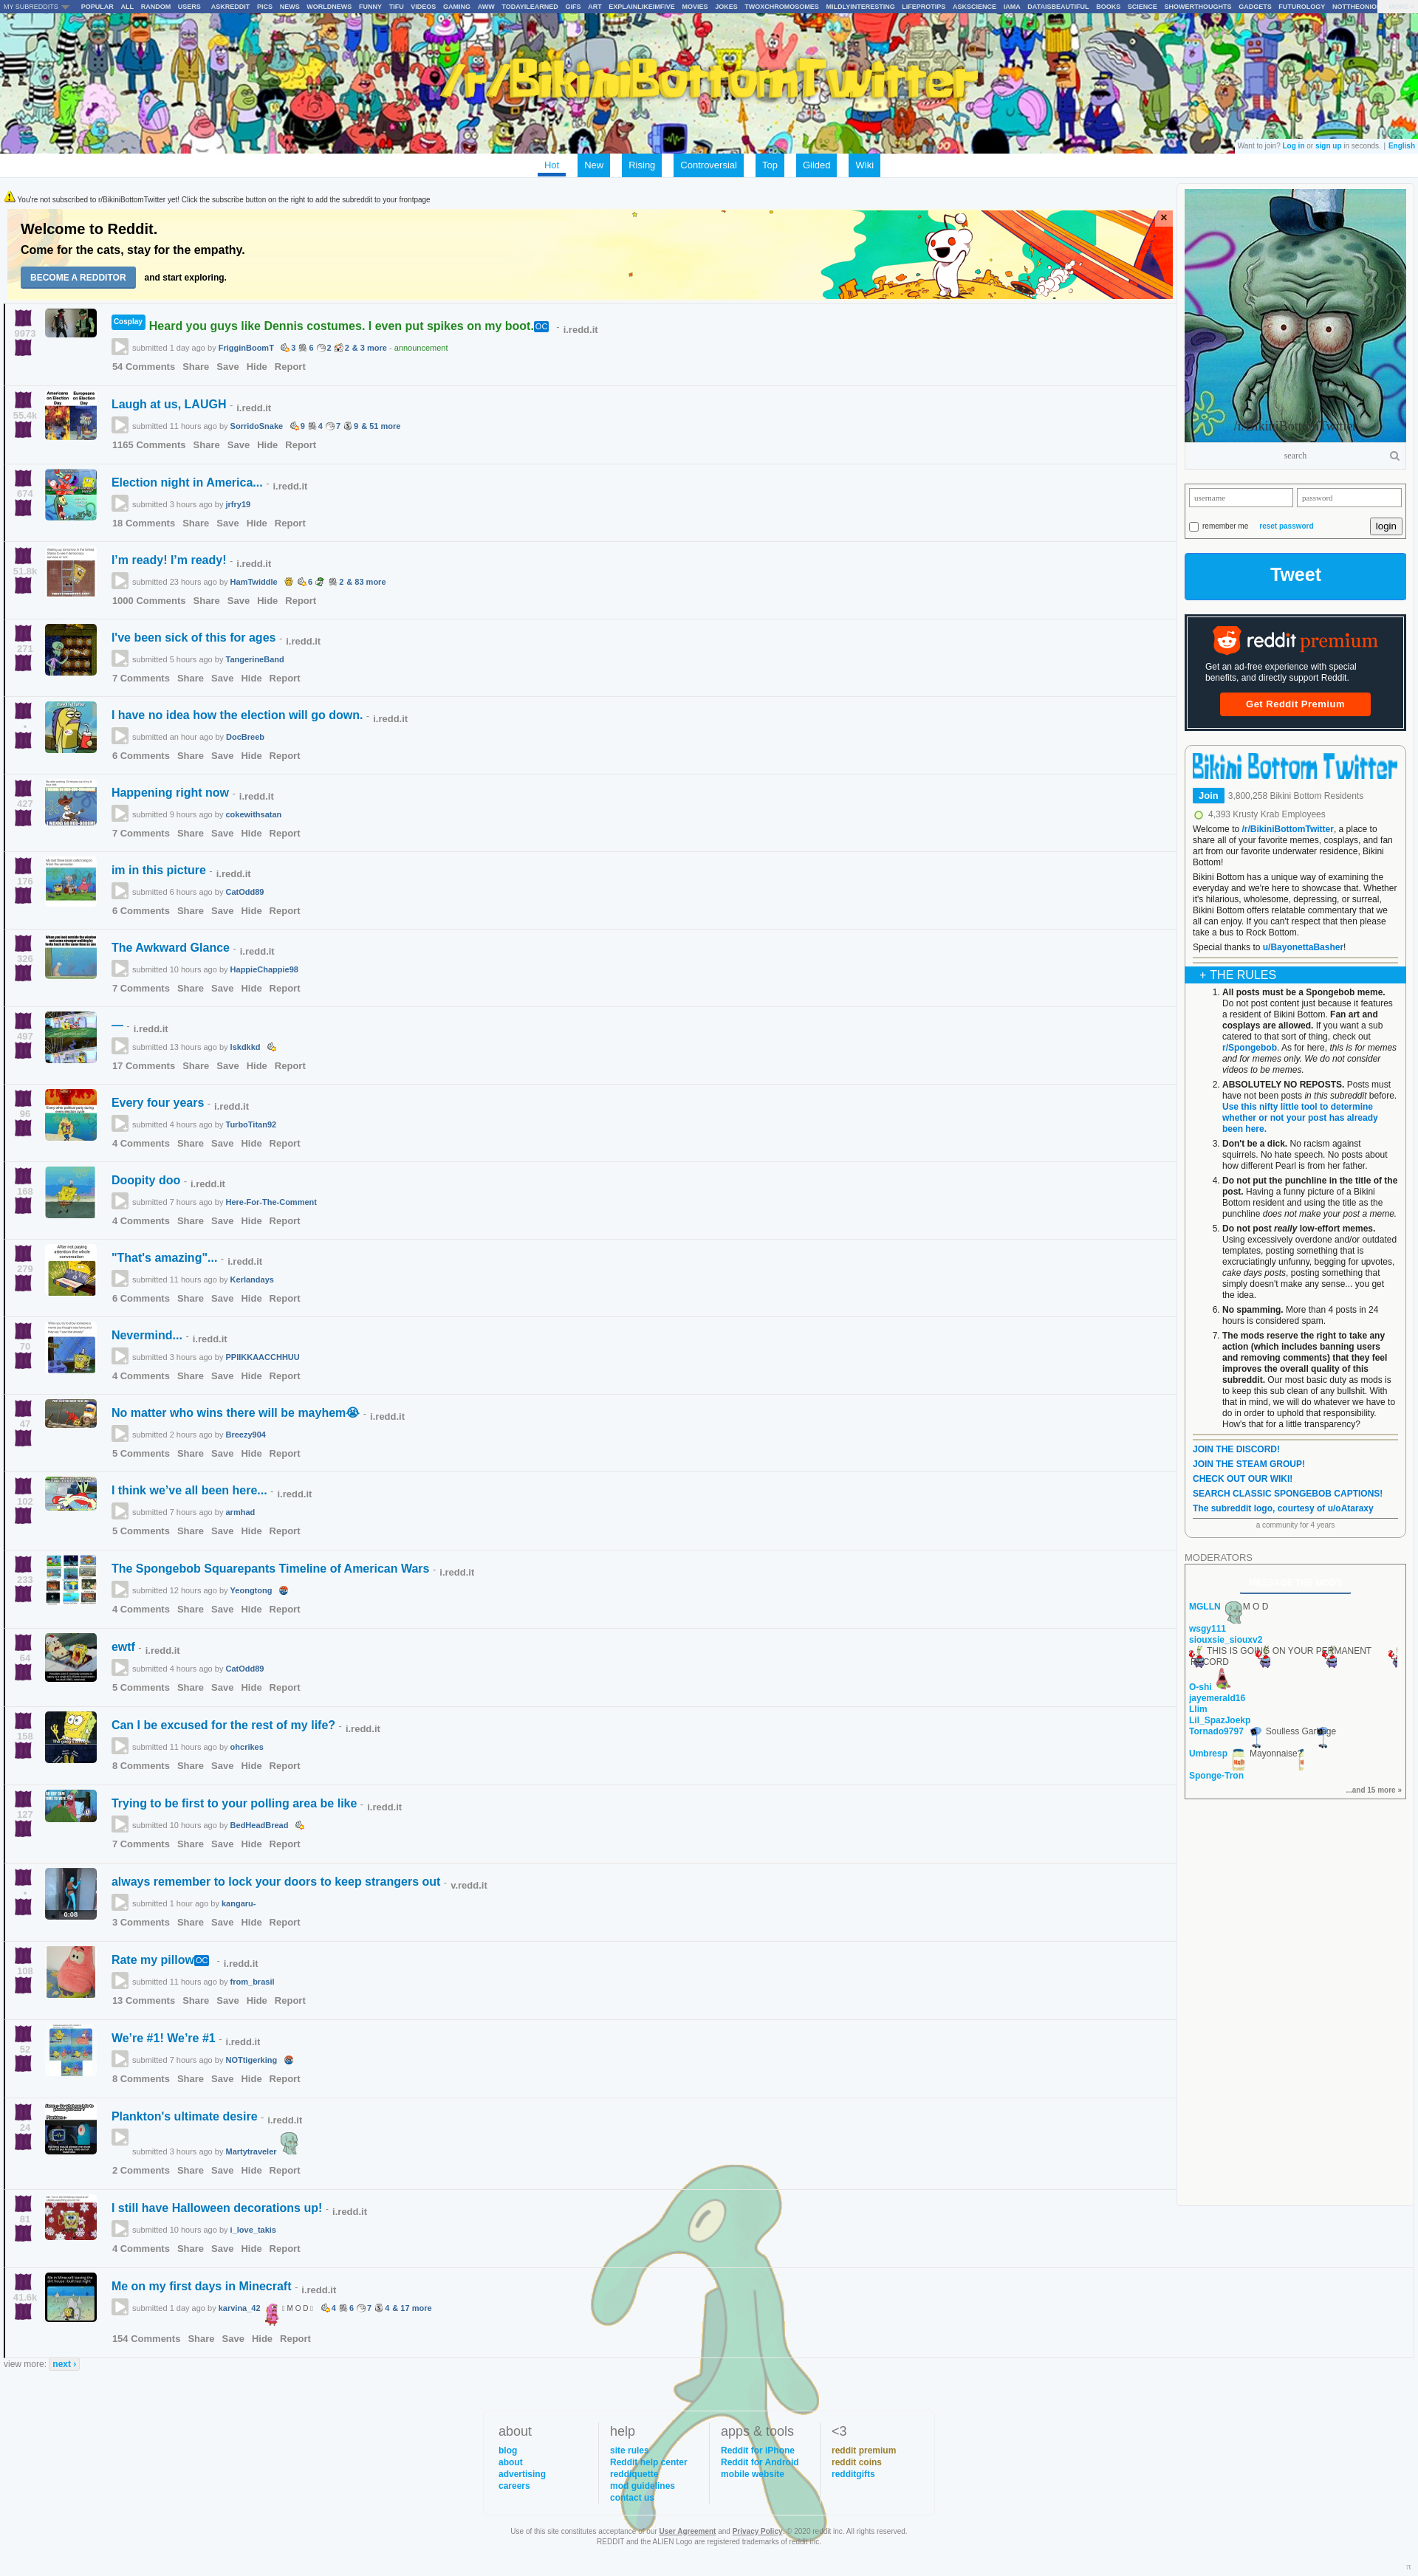 MY SUBREDDITS POPULAR ALL RANDOM USERS ASKREDDIT PICS NEWS WORLDNEWS FUNNY TIFU VIDEOS GAMING AWW TODAYILEARNED GIFS ART EXPLAINLIKEIMFIVE MOVIES JOKES TWOXCHROMOSOMES MILDLYINTERESTING LIFEPROTIPS ASKSCIENCE IAMA DATAISBEAUTIFUL BOOKS SCIENCE SHOWERTHOUGHTS GADGETS FUTUROLOGY NOTTHEONIO
/r/BikiniBottomTwitter
Want to join? Log in or sign up in seconds. | English
Hot New Rising Controversial Top Gilded Wiki
You're not subscribed to r/BikiniBottomTwitter yet! Click the subscribe button on the right to add the subreddit to your frontpage
Welcome to Reddit.
Come for the cats, stay for the empathy.
BECOME A REDDITOR and start exploring.
9973
Cosplay Heard you guys like Dennis costumes. I even put spikes on my boot. OC - i.redd.it
submitted 1 day ago by FrigginBoomT 3 6 2 2 & 3 more - announcement
54 Comments Share Save Hide Report
55.4k
Americans on Election Day Europeans on Election Day
Laugh at us, LAUGH - i.redd.it
submitted 11 hours ago by SorridoSnake 9 4 7 9 & 51 more
1165 Comments Share Save Hide Report
674
Election night in America... - i.redd.it
submitted 3 hours ago by jrfry19
18 Comments Share Save Hide Report
51.8k
I'm ready! I'm ready! - i.redd.it
submitted 23 hours ago by HamTwiddle 6 2 & 83 more
1000 Comments Share Save Hide Report
271
I've been sick of this for ages - i.redd.it
submitted 5 hours ago by TangerineBand
7 Comments Share Save Hide Report
•
I have no idea how the election will go down. - i.redd.it
submitted an hour ago by DocBreeb
6 Comments Share Save Hide Report
427
Happening right now - i.redd.it
submitted 9 hours ago by cokewithsatan
7 Comments Share Save Hide Report
176
im in this picture - i.redd.it
submitted 6 hours ago by CatOdd89
6 Comments Share Save Hide Report
326
The Awkward Glance - i.redd.it
submitted 10 hours ago by HappieChappie98
7 Comments Share Save Hide Report
497
— - i.redd.it
submitted 13 hours ago by Iskdkkd
17 Comments Share Save Hide Report
96
Every four years - i.redd.it
submitted 4 hours ago by TurboTitan92
4 Comments Share Save Hide Report
168
Doopity doo - i.redd.it
submitted 7 hours ago by Here-For-The-Comment
4 Comments Share Save Hide Report
279
After not paying attention the whole conversation
"That's amazing"... - i.redd.it
submitted 11 hours ago by Kerlandays
6 Comments Share Save Hide Report
70
Nevermind... - i.redd.it
submitted 3 hours ago by PPIIKKAACCHHUU
4 Comments Share Save Hide Report
47
No matter who wins there will be mayhem😭 - i.redd.it
submitted 2 hours ago by Breezy904
5 Comments Share Save Hide Report
102
I think we've all been here... - i.redd.it
submitted 7 hours ago by armhad
5 Comments Share Save Hide Report
233
The Spongebob Squarepants Timeline of American Wars - i.redd.it
submitted 12 hours ago by Yeongtong
4 Comments Share Save Hide Report
64
ewtf - i.redd.it
submitted 4 hours ago by CatOdd89
5 Comments Share Save Hide Report
158
Can I be excused for the rest of my life? - i.redd.it
submitted 11 hours ago by ohcrikes
8 Comments Share Save Hide Report
127
Trying to be first to your polling area be like - i.redd.it
submitted 10 hours ago by BedHeadBread
7 Comments Share Save Hide Report
•
0:08
always remember to lock your doors to keep strangers out - v.redd.it
submitted 1 hour ago by kangaru-
3 Comments Share Save Hide Report
108
Rate my pillow OC - i.redd.it
submitted 11 hours ago by from_brasil
13 Comments Share Save Hide Report
52
We're #1! We're #1 - i.redd.it
submitted 7 hours ago by NOTtigerking
8 Comments Share Save Hide Report
24
Plankton's ultimate desire - i.redd.it
submitted 3 hours ago by Martytraveler
2 Comments Share Save Hide Report
81
I still have Halloween decorations up! - i.redd.it
submitted 10 hours ago by i_love_takis
4 Comments Share Save Hide Report
41.6k
Me on my first days in Minecraft - i.redd.it
submitted 1 day ago by karvina_42 M O D 4 6 7 4 & 17 more
154 Comments Share Save Hide Report
view more: next ›
/r/BikiniBottomTwitter
search
username password
remember me reset password login
Tweet
reddit premium
Get an ad-free experience with special
benefits, and directly support Reddit.
Get Reddit Premium
Bikini Bottom Twitter
Join 3,800,258 Bikini Bottom Residents
4,393 Krusty Krab Employees
Welcome to /r/BikiniBottomTwitter, a place to
share all of your favorite memes, cosplays, and fan
art from our favorite underwater residence, Bikini
Bottom!
Bikini Bottom has a unique way of examining the
everyday and we're here to showcase that. Whether
it's hilarious, wholesome, depressing, or surreal,
Bikini Bottom offers relatable commentary that we
all can enjoy. If you can't respect that then please
take a bus to Rock Bottom.
Special thanks to u/BayonettaBasher!
+ THE RULES
1. All posts must be a Spongebob meme.
Do not post content just because it features
a resident of Bikini Bottom. Fan art and
cosplays are allowed. If you want a sub
catered to that sort of thing, check out
r/Spongebob. As for here, this is for memes
and for memes only. We do not consider
videos to be memes.
2. ABSOLUTELY NO REPOSTS. Posts must
have not been posts in this subreddit before.
Use this nifty little tool to determine
whether or not your post has already
been here.
3. Don't be a dick. No racism against
squirrels. No hate speech. No posts about
how different Pearl is from her father.
4. Do not put the punchline in the title of the
post. Having a funny picture of a Bikini
Bottom resident and using the title as the
punchline does not make your post a meme.
5. Do not post really low-effort memes.
Using excessively overdone and/or outdated
templates, posting something that is
excruciatingly unfunny, begging for upvotes,
cake days posts, posting something that
simply doesn't make any sense... you get
the idea.
6. No spamming. More than 4 posts in 24
hours is considered spam.
7. The mods reserve the right to take any
action (which includes banning users
and removing comments) that they feel
improves the overall quality of this
subreddit. Our most basic duty as mods is
to keep this sub clean of any bullshit. With
that in mind, we will do whatever we have to
do in order to uphold that responsibility.
How's that for a little transparency?
JOIN THE DISCORD!
JOIN THE STEAM GROUP!
CHECK OUT OUR WIKI!
SEARCH CLASSIC SPONGEBOB CAPTIONS!
The subreddit logo, courtesy of u/oAtaraxy
a community for 4 years
MODERATORS
MGLLN M O D
wsgy111
siouxsie_siouxv2
THIS IS GOING ON YOUR PERMANENT
RECORD
O-shi
jayemerald16
Llim
Lil_SpazJoekp
Tornado9797 Soulless Garbage
Umbresp Mayonnaise?
Sponge-Tron
...and 15 more »
about
blog
about
advertising
careers
help
site rules
Reddit help center
reddiquette
mod guidelines
contact us
apps & tools
Reddit for iPhone
Reddit for Android
mobile website
<3
reddit premium
reddit coins
redditgifts
Use of this site constitutes acceptance of our User Agreement and Privacy Policy. © 2020 reddit inc. All rights reserved.
REDDIT and the ALIEN Logo are registered trademarks of reddit inc.
π